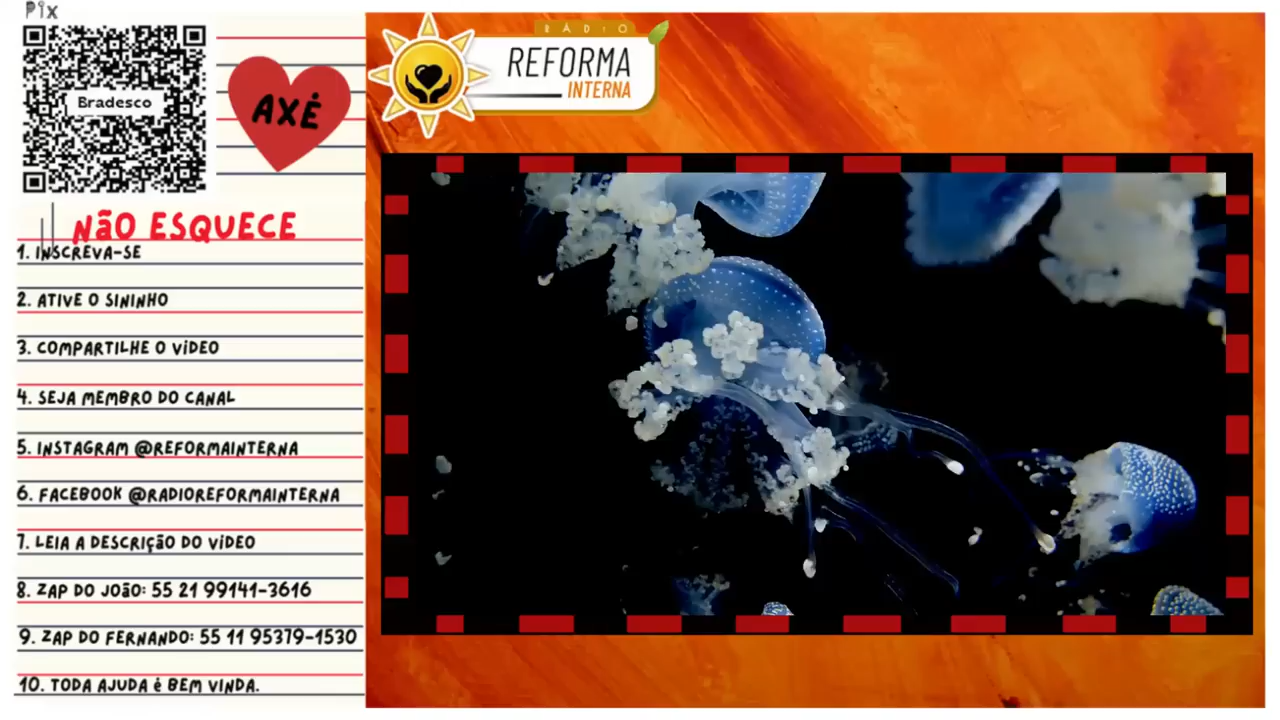 Pix
Bradesco
AXÉ
NÃO ESQUECE
1. INSCREVA-SE
2. ATIVE O SININHO
3. COMPARTILHE O VÍDEO
4. SEJA MEMBRO DO CANAL
5. INSTAGRAM @REFORMAINTERNA
6. FACEBOOK @RADIOREFORMAINTERNA
7. LEIA A DESCRIÇÃO DO VÍDEO
8. ZAP DO JOÃO: 55 21 99141-3616
9. ZAP DO FERNANDO: 55 11 95379-1530
10. TODA AJUDA É BEM VINDA.
RÁDIO
REFORMA
INTERNA